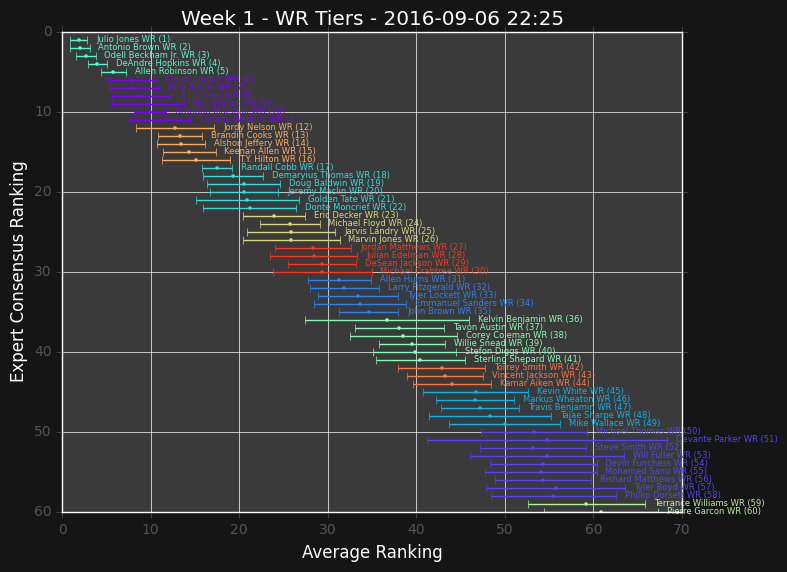 Week 1 - WR Tiers - 2016-09-06 22:25
Expert Consensus Ranking
0
10
20
30
40
50
60
Julio Jones WR (1)
Antonio Brown WR (2)
Odell Beckham Jr. WR (3)
DeAndre Hopkins WR (4)
Allen Robinson WR (5)
Jordy Nelson WR (12)
Brandin Cooks WR (13)
Alshon Jeffery WR (14)
Keenan Allen WR (15)
T.Y. Hilton WR (16)
Randall Cobb WR (17)
Demaryius Thomas WR (18)
Doug Baldwin WR (19)
Jeremy Maclin WR (20)
Golden Tate WR (21)
Donte Moncrief WR (22)
Eric Decker WR (23)
Michael Floyd WR (24)
Jarvis Landry WR (25)
Marvin Jones WR (26)
Jordan Matthews WR (27)
Julian Edelman WR (28)
DeSean Jackson WR (29)
Michael Crabtree WR (30)
Allen Hurns WR (31)
Larry Fitzgerald WR (32)
Tyler Lockett WR (33)
Emmanuel Sanders WR (34)
John Brown WR (35)
Kelvin Benjamin WR (36)
Tavon Austin WR (37)
Corey Coleman WR (38)
Willie Snead WR (39)
Stefon Diggs WR (40)
Sterling Shepard WR (41)
Torrey Smith WR (42)
Vincent Jackson WR (43)
Kamar Aiken WR (44)
Kevin White WR (45)
Markus Wheaton WR (46)
Travis Benjamin WR (47)
Tajae Sharpe WR (48)
Mike Wallace WR (49)
Michael Thomas WR (50)
Devante Parker WR (51)
Steve Smith WR (52)
Will Fuller WR (53)
Devin Funchess WR (54)
Mohamed Sanu WR (55)
Rishard Matthews WR (56)
Tyler Boyd WR (57)
Phillip Dorsett WR (58)
Terrance Williams WR (59)
Pierre Garcon WR (60)
0 10 20 30 40 50 60 70
Average Ranking